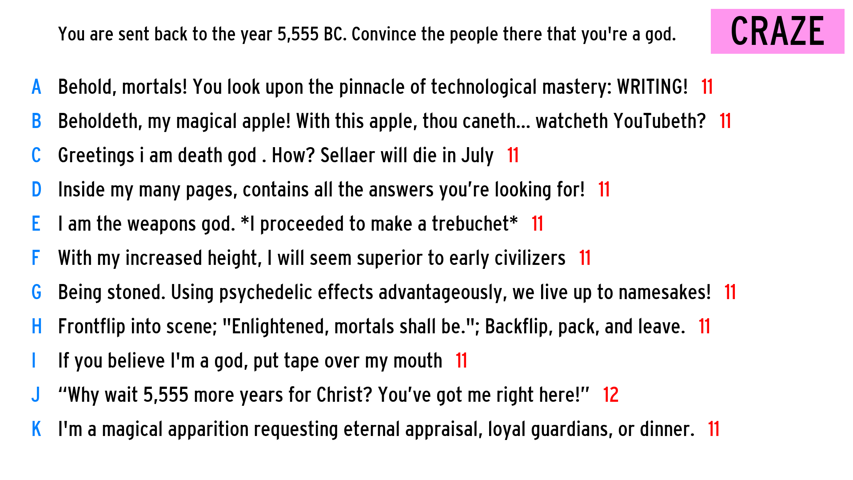 You are sent back to the year 5,555 BC. Convince the people there that you're a god.
CRAZE
A Behold, mortals! You look upon the pinnacle of technological mastery: WRITING! 11
B Beholdeth, my magical apple! With this apple, thou caneth... watcheth YouTubeth? 11
C Greetings i am death god . How? Sellaer will die in July 11
D Inside my many pages, contains all the answers you’re looking for! 11
E I am the weapons god. *I proceeded to make a trebuchet* 11
F With my increased height, I will seem superior to early civilizers 11
G Being stoned. Using psychedelic effects advantageously, we live up to namesakes! 11
H Frontflip into scene; "Enlightened, mortals shall be."; Backflip, pack, and leave. 11
I If you believe I'm a god, put tape over my mouth 11
J “Why wait 5,555 more years for Christ? You’ve got me right here!” 12
K I'm a magical apparition requesting eternal appraisal, loyal guardians, or dinner. 11